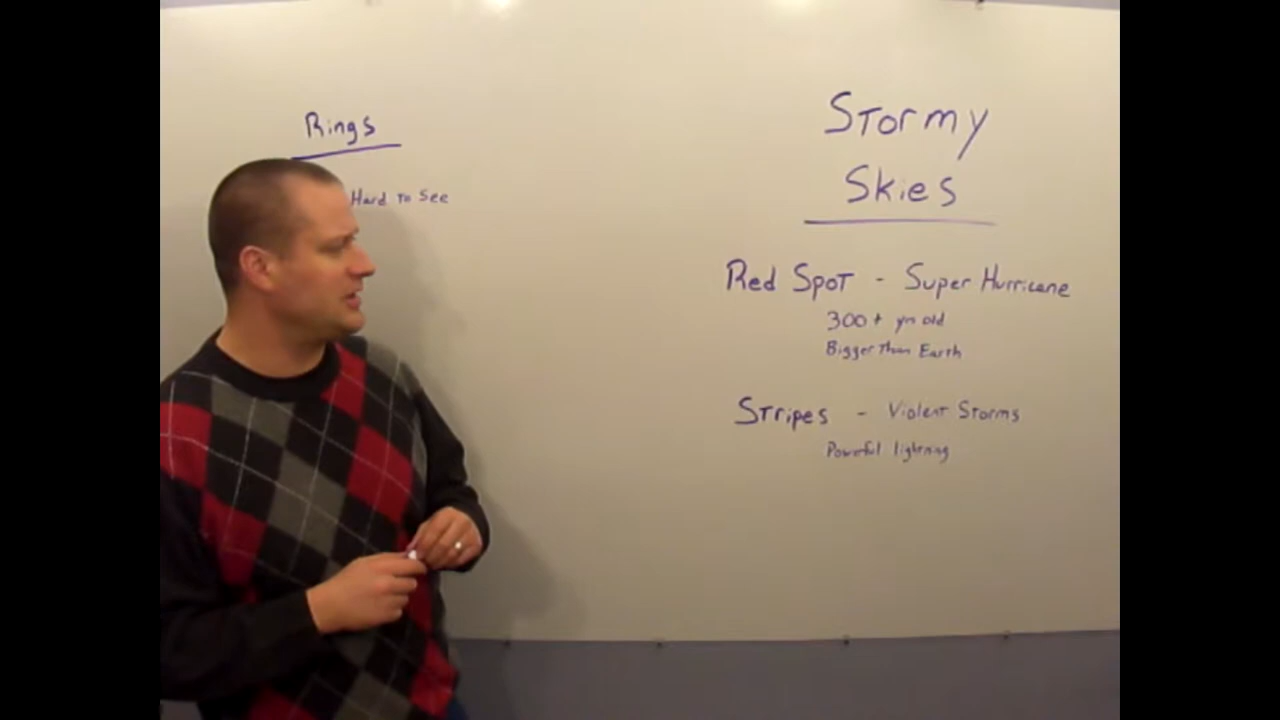 Rings
Hard to See
Stormy
Skies
Red Spot - Super Hurricane
300+ yrs old
Bigger Than Earth
Stripes - Violent Storms
Powerful lightning